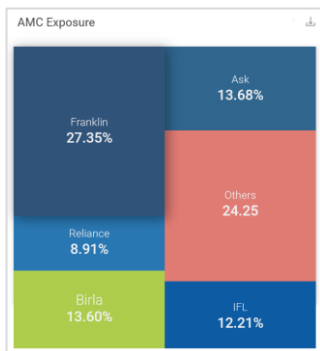 AMC Exposure
Franklin
27.35%
Ask
13.68%
Others
24.25
Reliance
8.91%
Birla
13.60%
IFL
12.21%